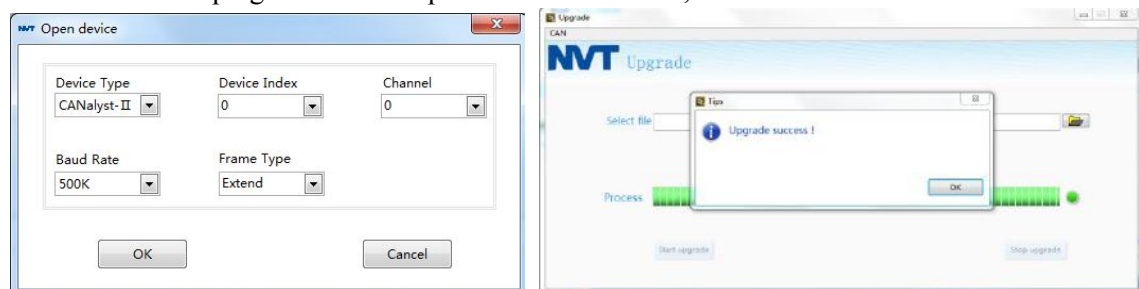 NVT Open device
Device Type
Device Index
Channel
CANalyst-II
0
0
Baud Rate
Frame Type
500K
Extend
OK
Cancel
Upgrade
CAN
NVT Upgrade
Tips
Select file
Upgrade success !
OK
Process
Start upgrade
Stop upgrade